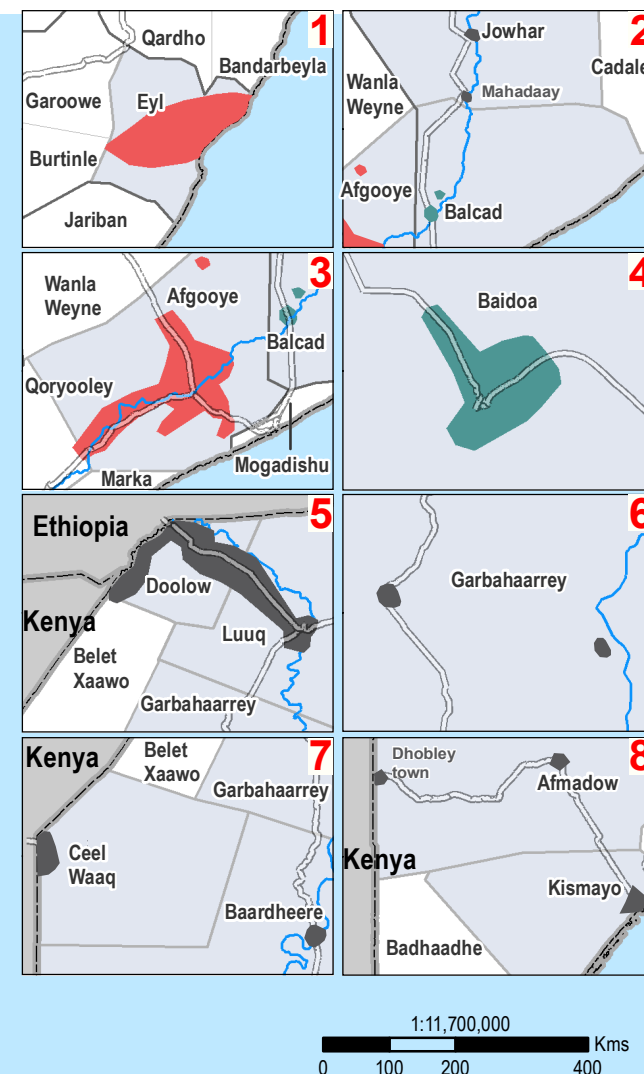 1
Qardho
Bandarbeyla
Garoowe
Eyl
Burtinle
Jariban
2
Jowhar
Cadale
Wanla
Weyne
Mahadaay
Afgooye
Balcad
3
Wanla
Weyne
Afgooye
Balcad
Qoryooley
Mogadishu
Marka
4
Baidoa
5
Ethiopia
Doolow
Kenya
Luuq
Belet
Xaawo
Garbahaarrey
6
Garbahaarrey
7
Kenya
Belet
Xaawo
Garbahaarrey
Ceel
Waaq
Baardheere
8
Dhobley
town
Afmadow
Kenya
Kismayo
Badhaadhe
1:11,700,000
Kms
0 100 200 400